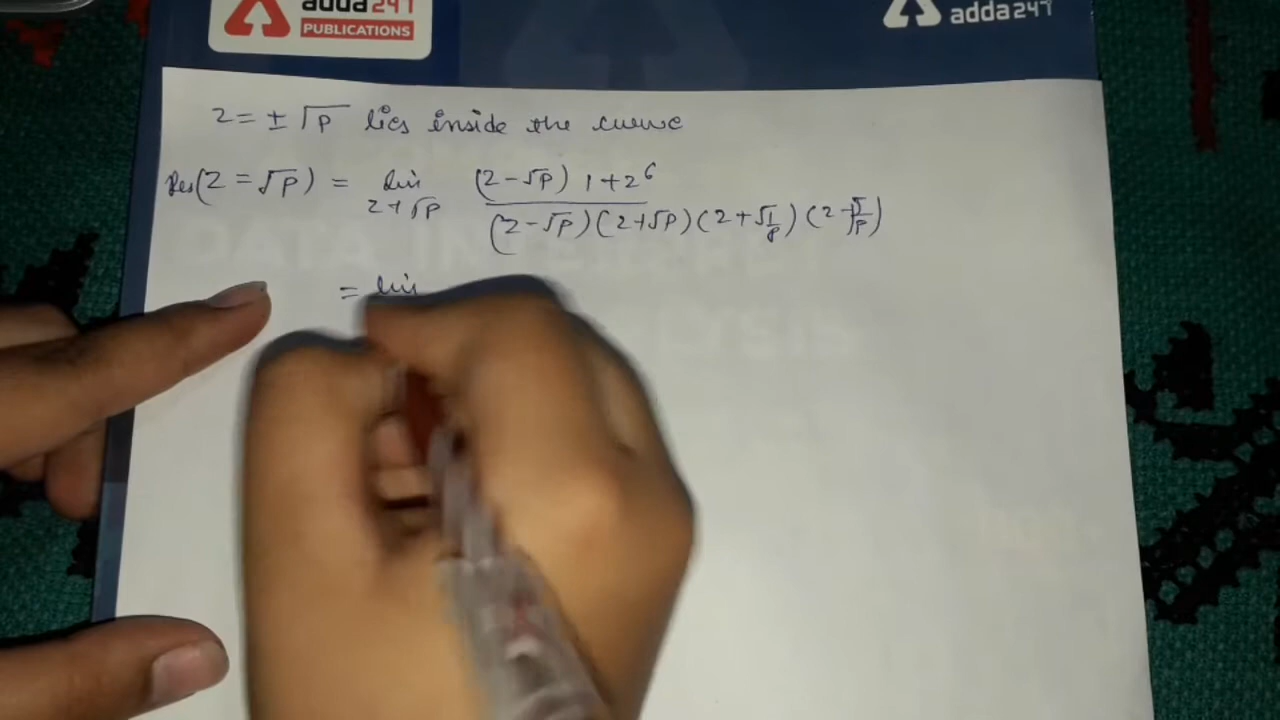 adda247
PUBLICATIONS
adda247
z = ± √p lies inside the curve
Res(z = √p) = lim z→√p (z-√p) 1+z⁶ / (z-√p)(z+√p)(z+√1/p)(z-√1/p)
= lim